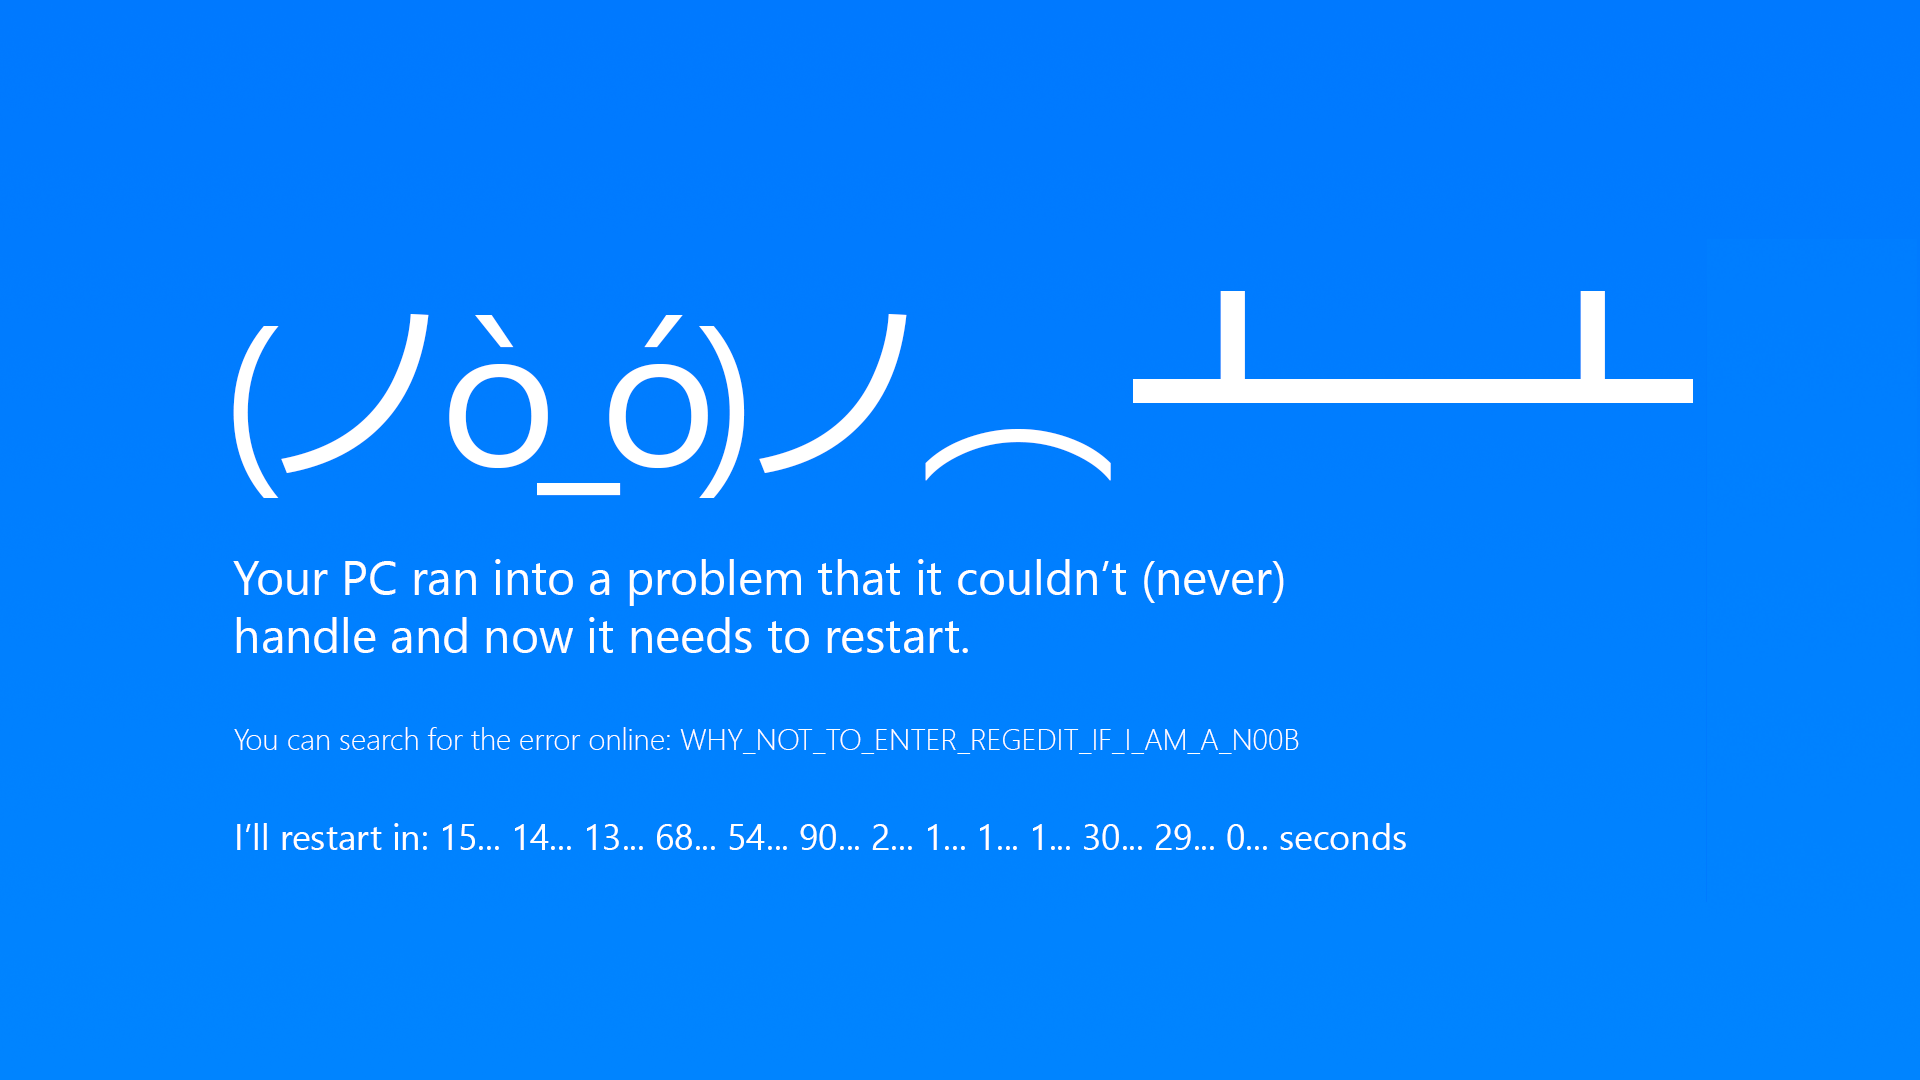 (ノò_ó)ノ︵┻━┻
Your PC ran into a problem that it couldn’t (never)
handle and now it needs to restart.
You can search for the error online: WHY_NOT_TO_ENTER_REGEDIT_IF_I_AM_A_N00B
I’ll restart in: 15... 14... 13... 68... 54... 90... 2... 1... 1... 1... 30... 29... 0... seconds